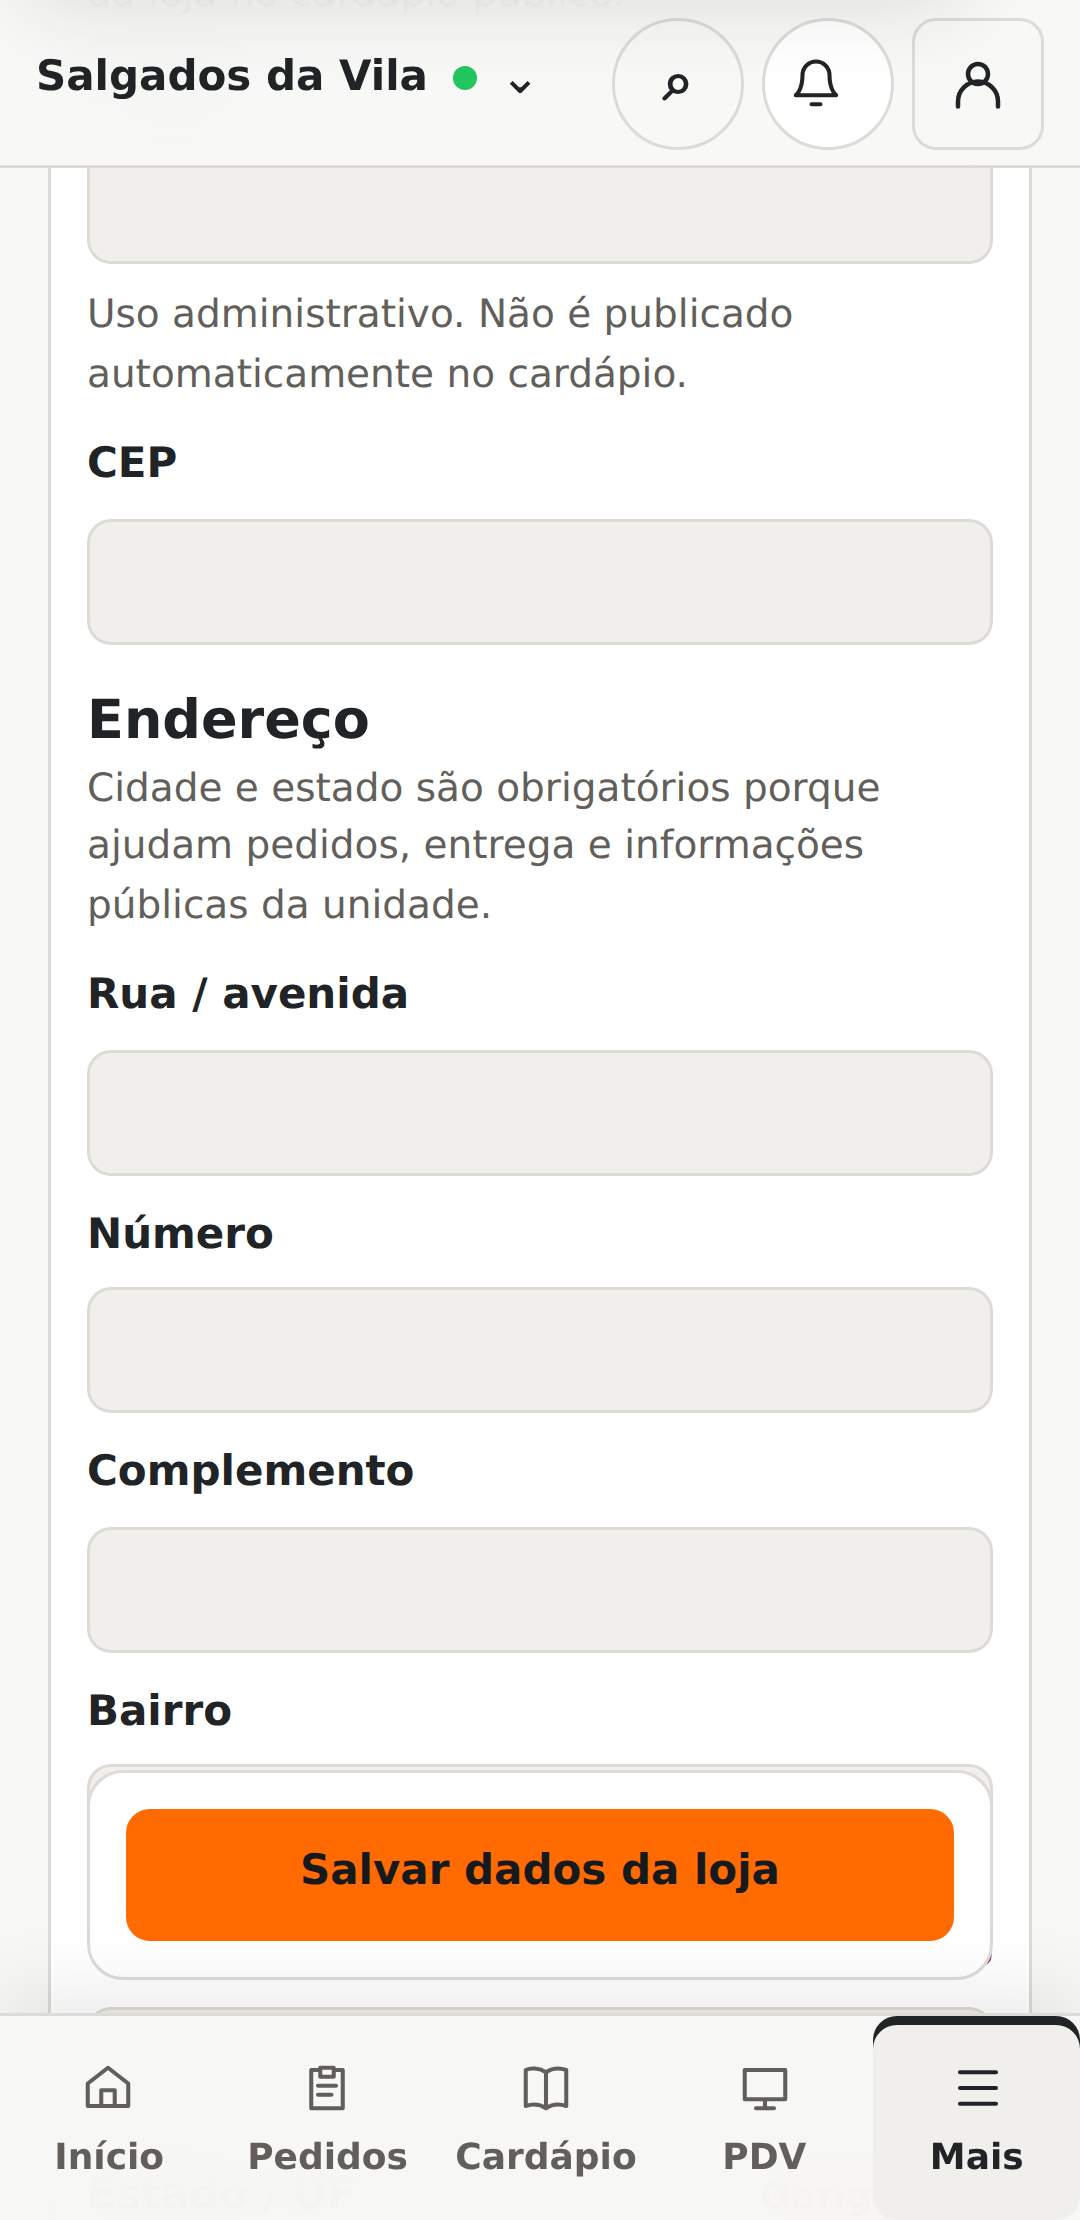 Salgados da Vila
Uso administrativo. Não é publicado
automaticamente no cardápio.
CEP
Endereço
Cidade e estado são obrigatórios porque
ajudam pedidos, entrega e informações
públicas da unidade.
Rua / avenida
Número
Complemento
Bairro
Salvar dados da loja
Início
Pedidos
Cardápio
PDV
Mais
Estado / UF